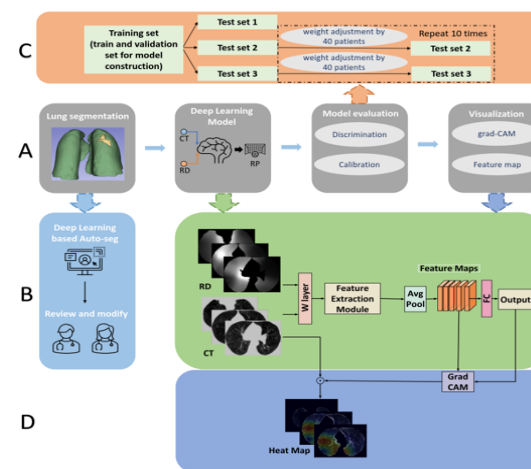 C
Training set
(train and validation
set for model
construction)
Test set 1
Test set 2
Test set 3
weight adjustment by
40 patients
weight adjustment by
40 patients
Repeat 10 times
Test set 2
Test set 3
A
Lung segmentation
Deep Learning
Model
CT
RD
RP
Model evaluation
Discrimination
Calibration
Visualization
grad-CAM
Feature map
B
Deep Learning
based Auto-seg
Review and modify
RD
CT
W layer
Feature
Extraction
Module
Avg
Pool
Feature Maps
FC
Output
D
Grad
CAM
Heat Map